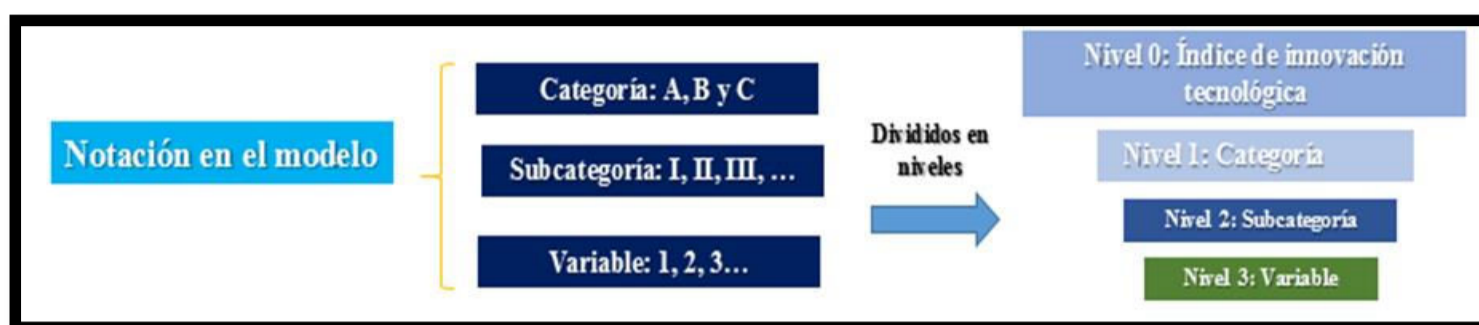 Notación en el modelo
Categoría: A, B y C
Subcategoría: I, II, III, …
Variable: 1, 2, 3…
Divididos en
niveles
Nivel 0: Índice de innovación
tecnológica
Nivel 1: Categoría
Nivel 2: Subcategoría
Nivel 3: Variable